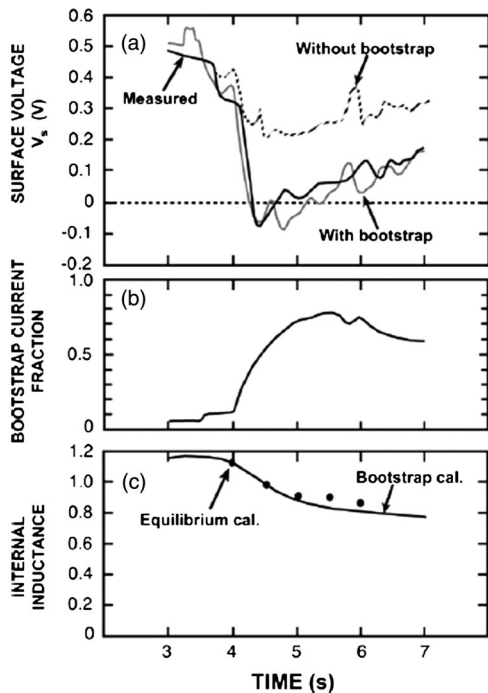 (a)
Without bootstrap
Measured
With bootstrap
SURFACE VOLTAGE
Vs (V)
0.6
0.5
0.4
0.3
0.2
0.1
0
-0.1
-0.2
(b)
BOOTSTRAP CURRENT
FRACTION
1.0
0.5
0
(c)
Equilibrium cal.
Bootstrap cal.
INTERNAL
INDUCTANCE
1.2
1.0
0.8
0.6
0.4
0.2
0
3 4 5 6 7
TIME (s)